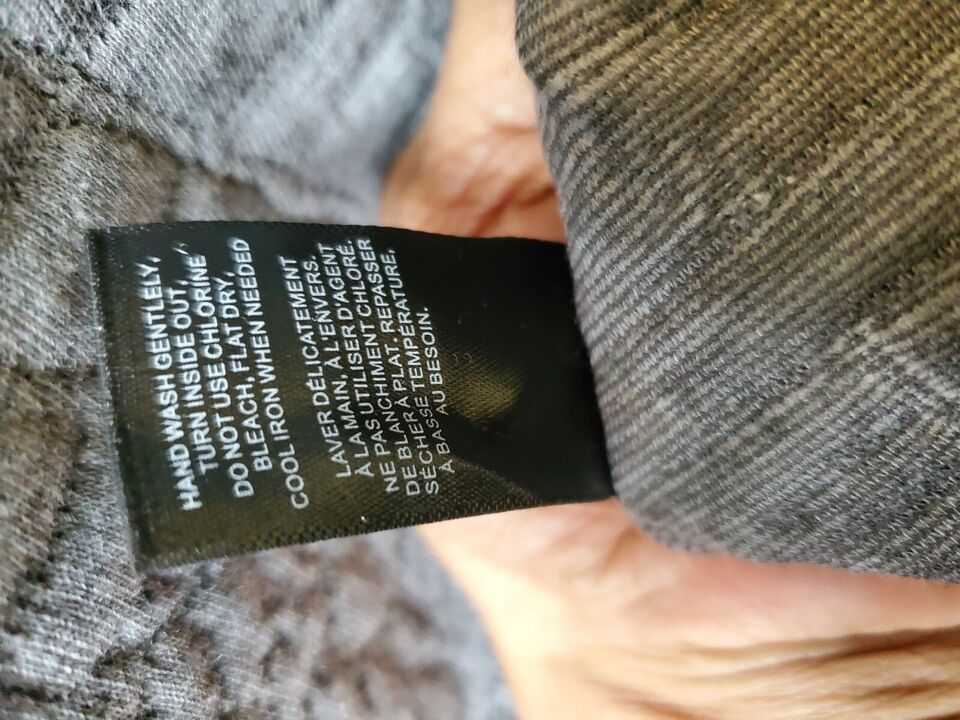 HAND WASH GENTLELY,
TURN INSIDE OUT,
DO NOT USE CHLORINE
BLEACH, FLAT DRY,
COOL IRON WHEN NEEDED
LAVER DÉLICATEMENT
À LA MAIN, À L'ENVERS.
NE PAS UTILISER D'AGENT
DE BLANCHIMENT CHLORÉ.
SÉCHER À PLAT. REPASSER
À BASSE TEMPÉRATURE,
AU BESOIN.